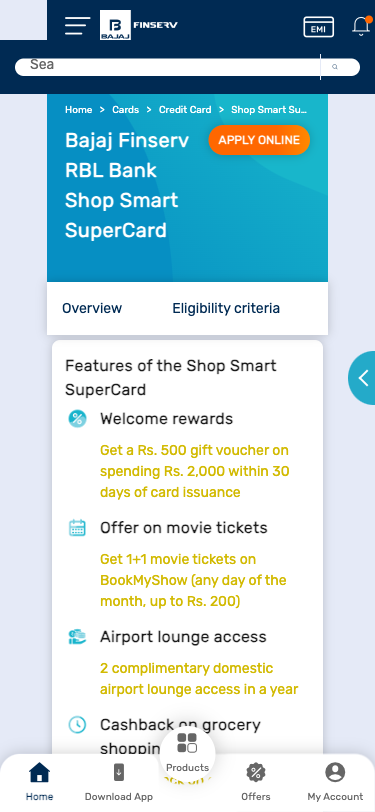 BAJAJ FINSERV
EMI
Sea
Home > Cards > Credit Card > Shop Smart Su...
Bajaj Finserv
RBL Bank
Shop Smart
SuperCard
APPLY ONLINE
Overview Eligibility criteria
Features of the Shop Smart
SuperCard
Welcome rewards
Get a Rs. 500 gift voucher on
spending Rs. 2,000 within 30
days of card issuance
Offer on movie tickets
Get 1+1 movie tickets on
BookMyShow (any day of the
month, up to Rs. 200)
Airport lounge access
2 complimentary domestic
airport lounge access in a year
Cashback on grocery
shoppin
Products
Home Download App Offers My Account